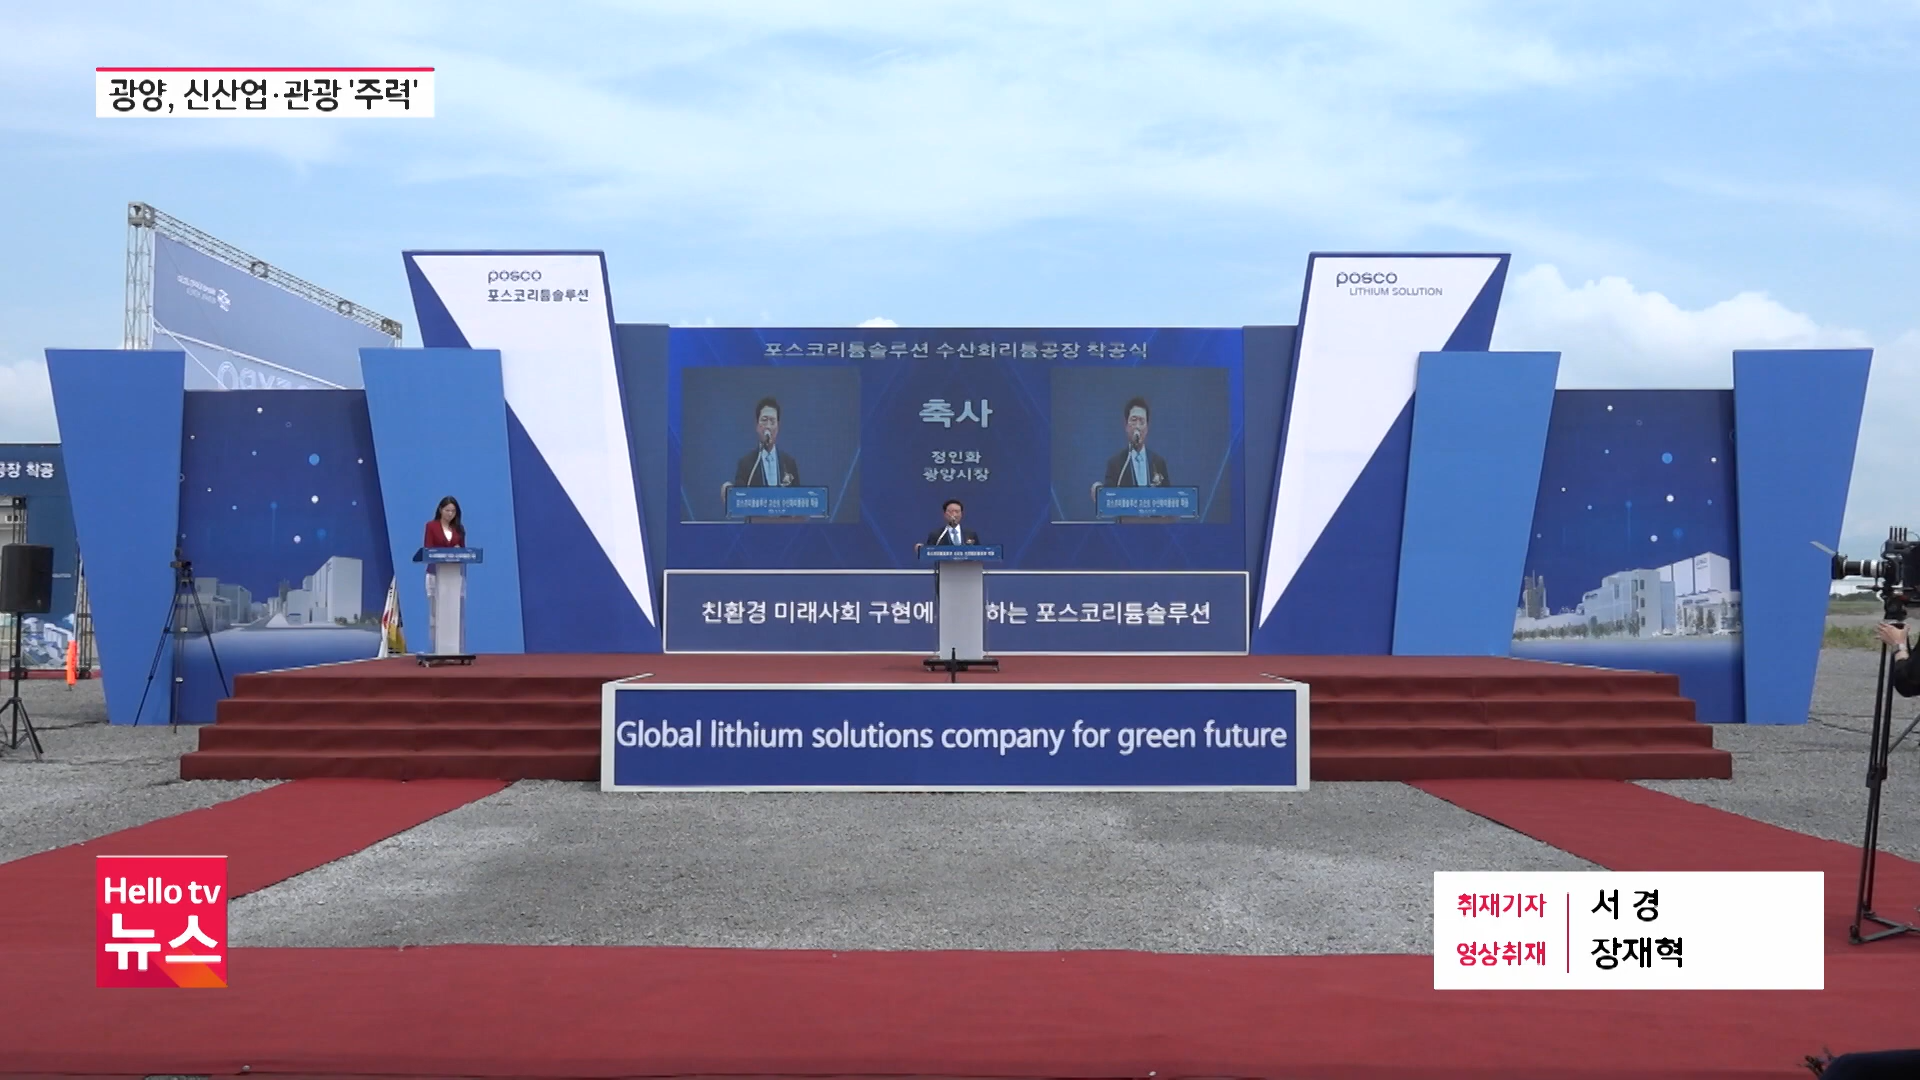 광양, 신산업·관광 '주력'
posco
포스코리튬솔루션
posco
LITHIUM SOLUTION
포스코리튬솔루션 수산화리튬공장 착공식
축사
정인화
광양시장
공장 착공
친환경 미래사회 구현에 하는 포스코리튬솔루션
Global lithium solutions company for green future
Hello tv
뉴스
취재기자 서 경
영상취재 장재혁